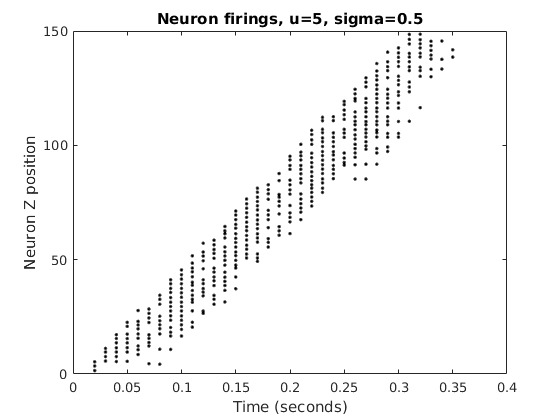 Neuron firings, u=5, sigma=0.5
150
100
50
0
Neuron Z position
0 0.05 0.1 0.15 0.2 0.25 0.3 0.35 0.4
Time (seconds)